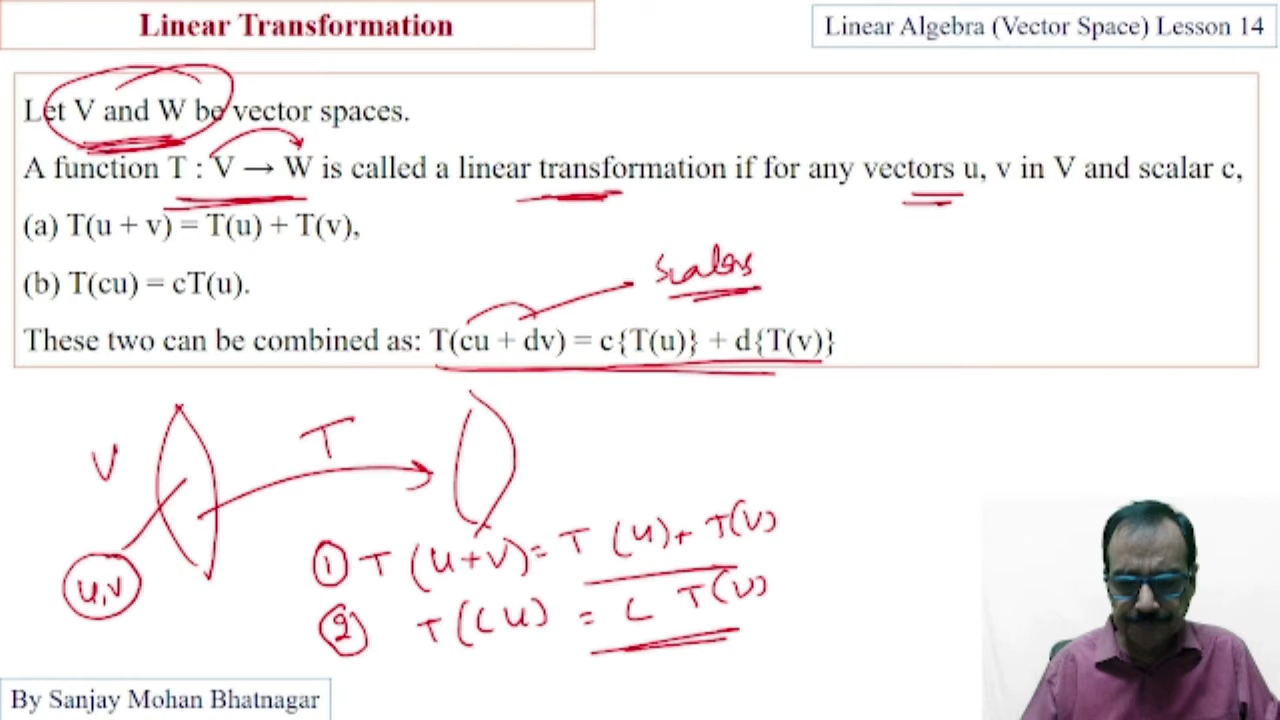 Linear Transformation
Linear Algebra (Vector Space) Lesson 14
Let V and W be vector spaces.
A function T : V → W is called a linear transformation if for any vectors u, v in V and scalar c,
(a) T(u + v) = T(u) + T(v),
(b) T(cu) = cT(u).
scalars
These two can be combined as: T(cu + dv) = c{T(u)} + d{T(v)}
V
T
u,v
① T (u+v) = T (u) + T(v)
② T(cu) = c T(u)
By Sanjay Mohan Bhatnagar